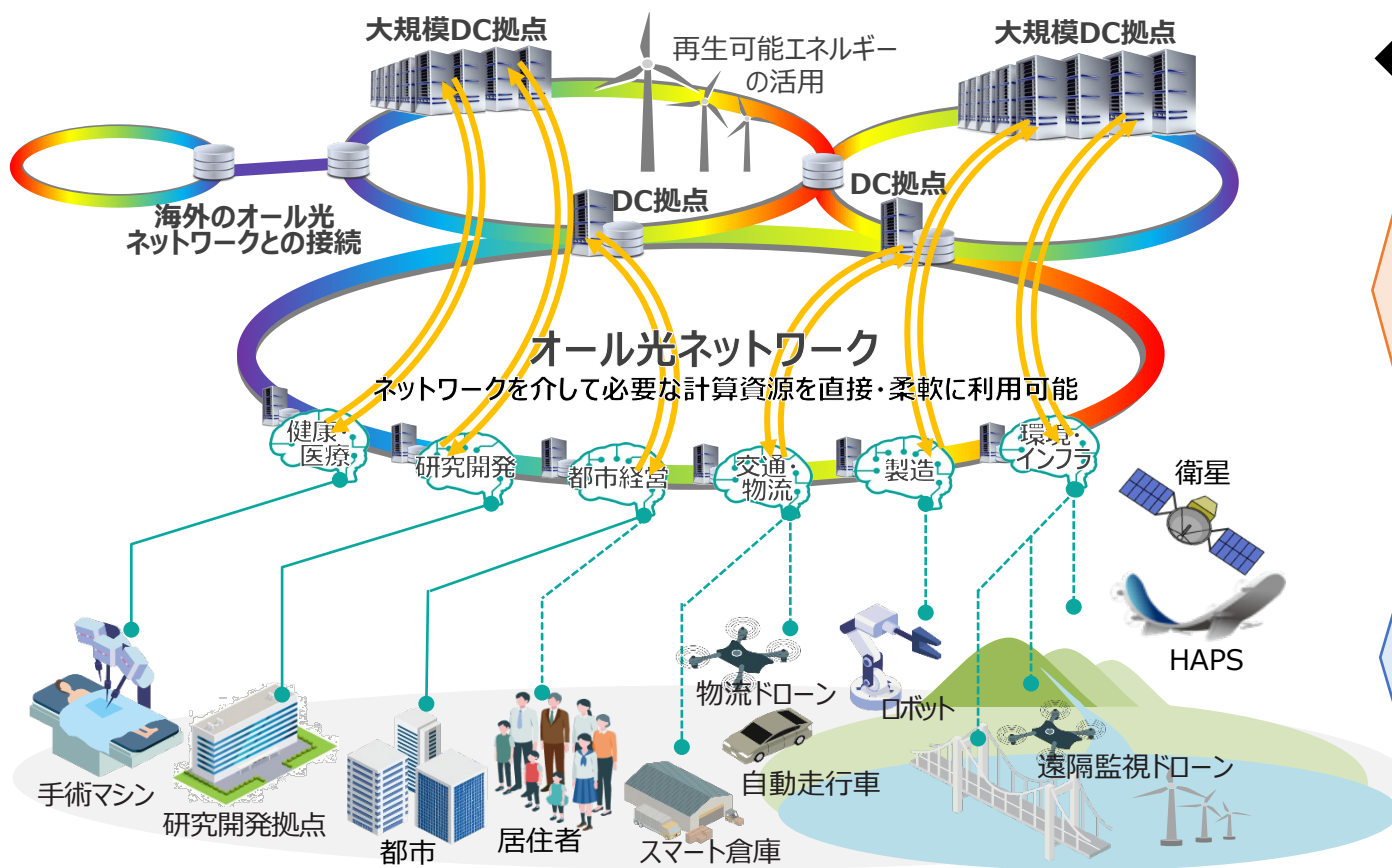 大規模DC拠点
再生可能エネルギー
の活用
大規模DC拠点
海外のオール光
ネットワークとの接続
DC拠点
DC拠点
オール光ネットワーク
ネットワークを介して必要な計算資源を直接・柔軟に利用可能
健康・
医療
研究開発
都市経営
交通・
物流
製造
環境・
インフラ
衛星
HAPS
手術マシン
研究開発拠点
都市
居住者
スマート倉庫
物流ドローン
自動走行車
ロボット
遠隔監視ドローン